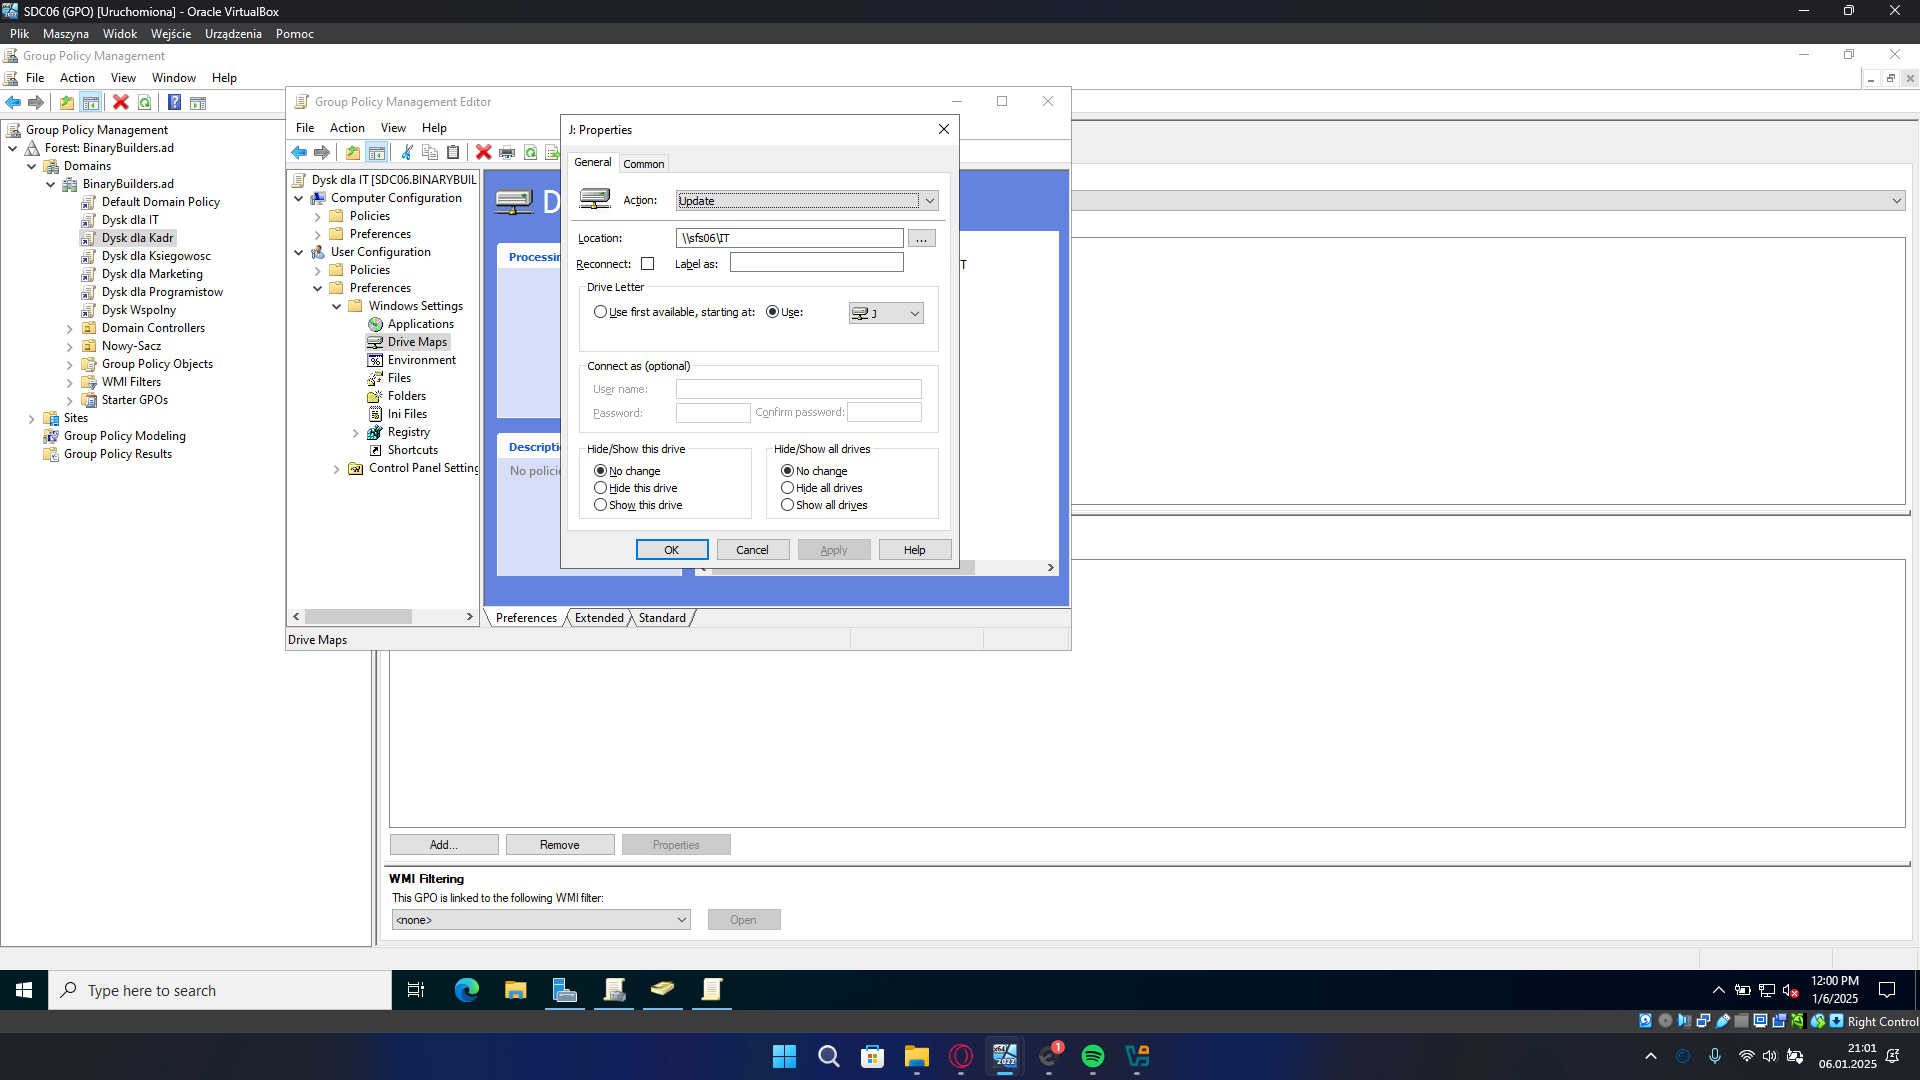 SDC06 (GPO) [Uruchomiona] - Oracle VirtualBox
Plik Maszyna Widok Wejście Urządzenia Pomoc
Group Policy Management
File Action View Window Help
Group Policy Management
Forest: BinaryBuilders.ad
Domains
BinaryBuilders.ad
Default Domain Policy
Dysk dla IT
Dysk dla Kadr
Dysk dla Ksiegowosc
Dysk dla Marketing
Dysk dla Programistow
Dysk Wspolny
Domain Controllers
Nowy-Sacz
Group Policy Objects
WMI Filters
Starter GPOs
Sites
Group Policy Modeling
Group Policy Results
Group Policy Management Editor
File Action View Help
Dysk dla IT [SDC06.BINARYBUIL
Computer Configuration
Policies
Preferences
User Configuration
Policies
Preferences
Windows Settings
Applications
Drive Maps
Environment
Files
Folders
Ini Files
Registry
Shortcuts
Control Panel Setting
D
Processin
Descripti
No policie
T
Preferences Extended Standard
Drive Maps
J: Properties
General Common
Action: Update
Location: \\sfs06\IT ...
Reconnect: Label as:
Drive Letter
Use first available, starting at: Use: J
Connect as (optional)
User name:
Password: Confirm password:
Hide/Show this drive
No change
Hide this drive
Show this drive
Hide/Show all drives
No change
Hide all drives
Show all drives
OK Cancel Apply Help
Add... Remove Properties
WMI Filtering
This GPO is linked to the following WMI filter:
<none> Open
Type here to search
12:00 PM
1/6/2025
Right Control
2022
1
21:01
06.01.2025